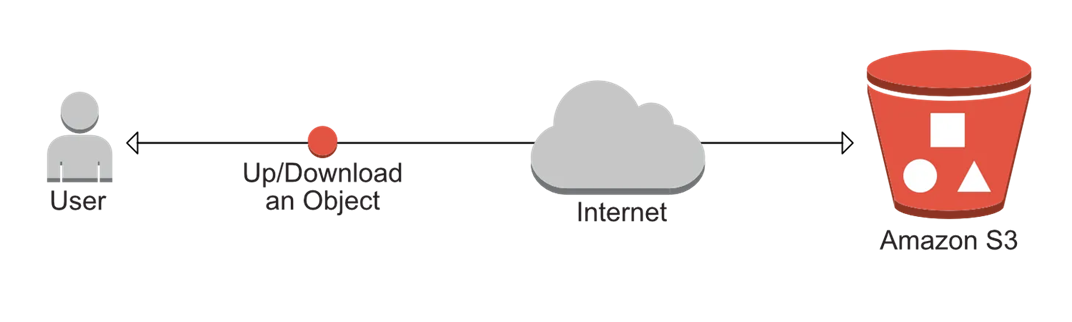 User
Up/Download
an Object
Internet
Amazon S3